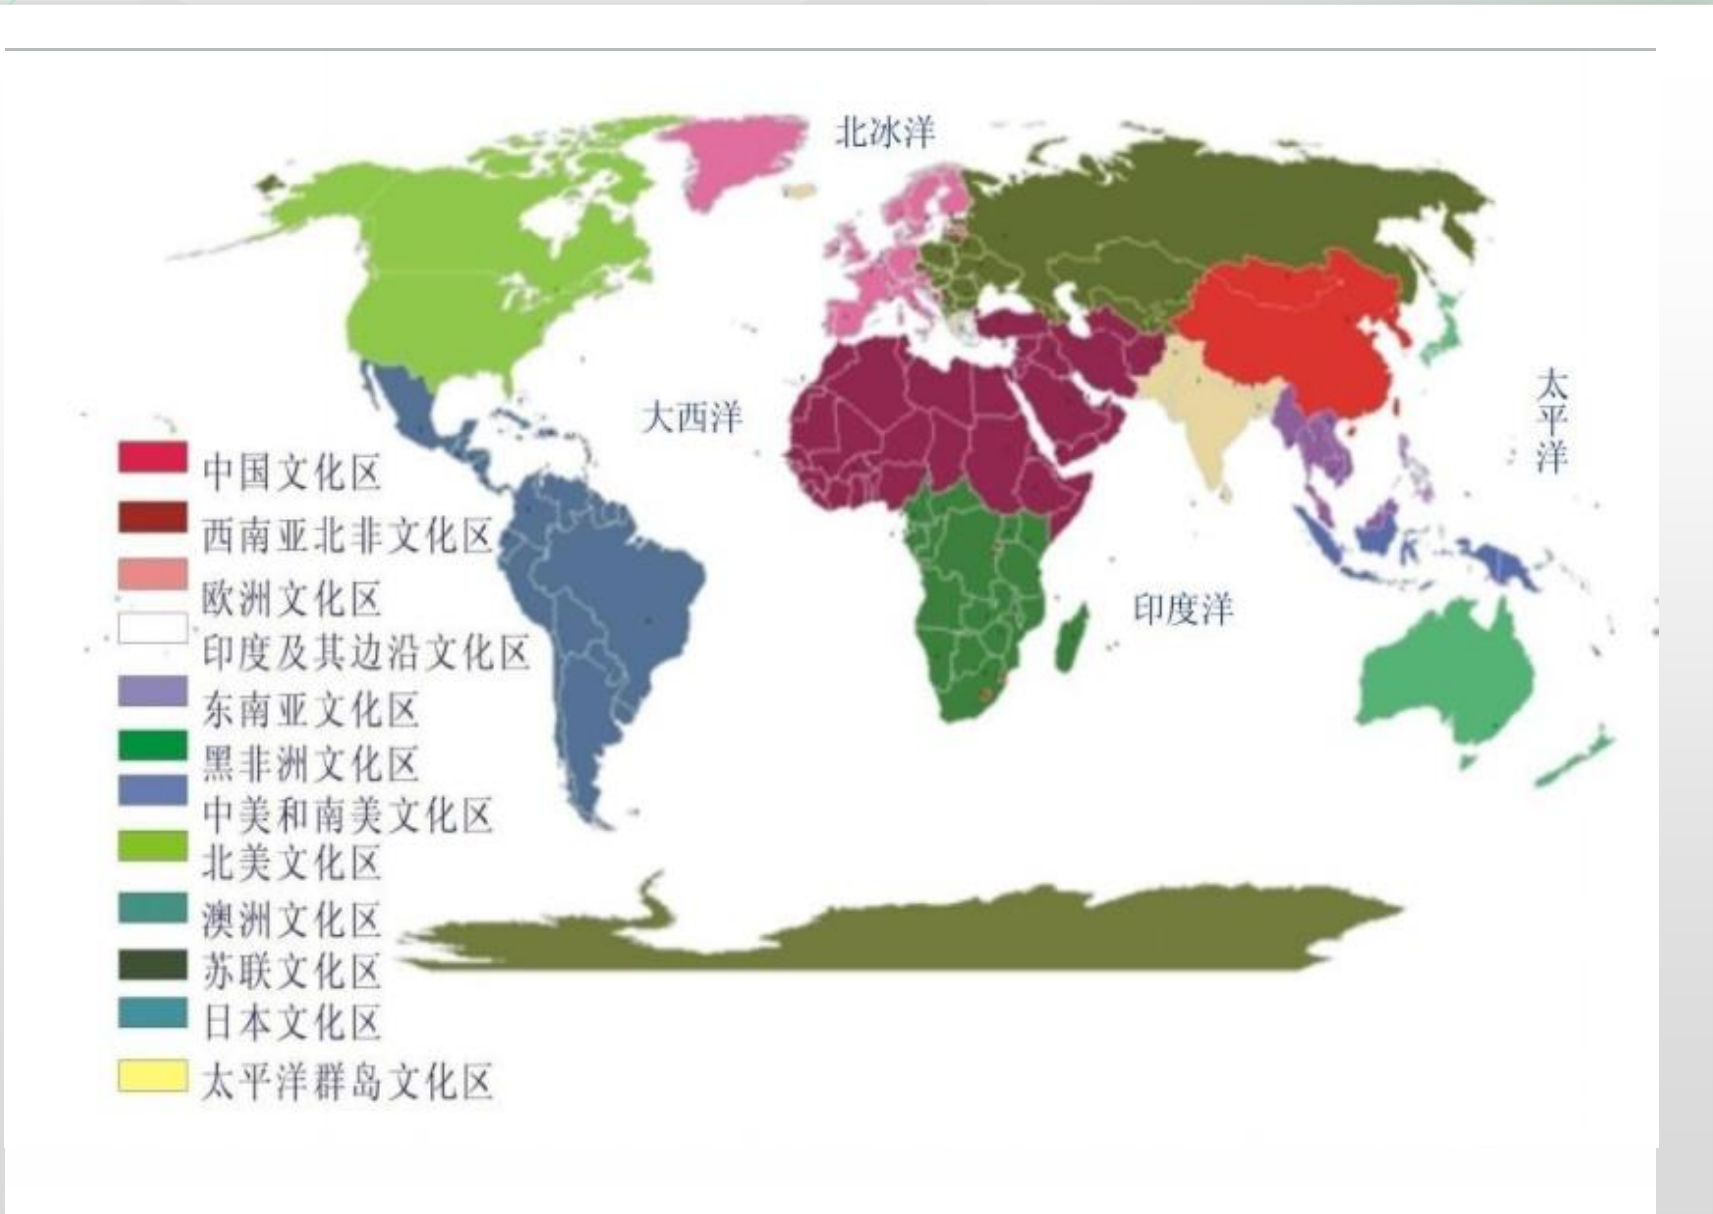 北冰洋
大西洋
太平洋
印度洋
中国文化区
西南亚北非文化区
欧洲文化区
印度及其边沿文化区
东南亚文化区
黑非洲文化区
中美和南美文化区
北美文化区
澳洲文化区
苏联文化区
日本文化区
太平洋群岛文化区